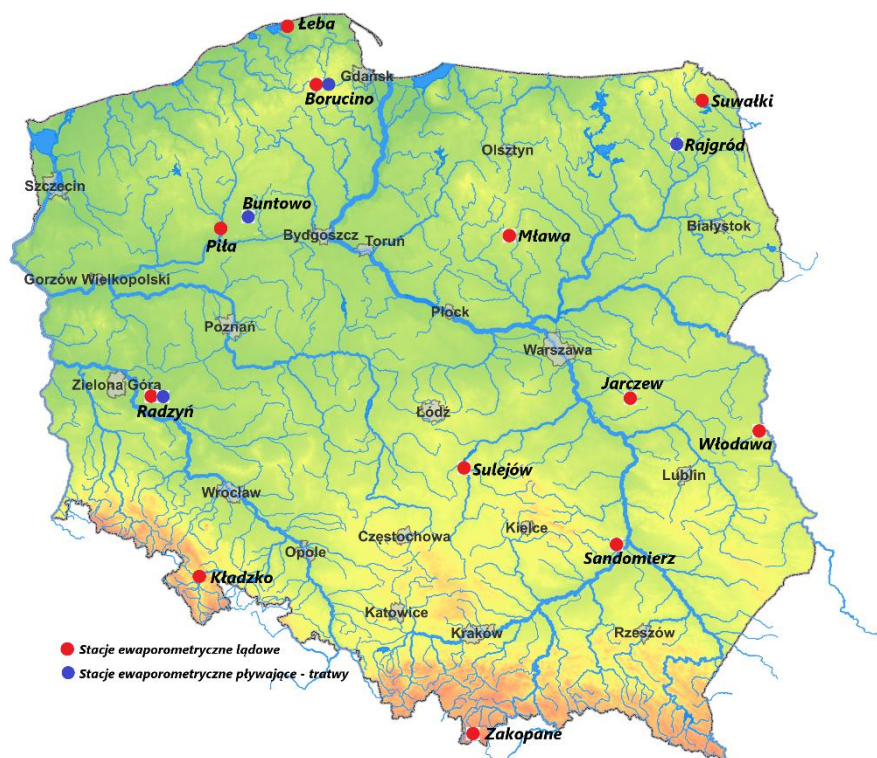 Łeba
Gdańsk
Borucino
Suwałki
Olsztyn
Rajgród
Szczecin
Buntowo
Piła
Bydgoszcz
Toruń
Mława
Białystok
Gorzów Wielkopolski
Poznań
Płock
Warszawa
Zielona Góra
Radzyń
Łódź
Jarczew
Włodawa
Sulejów
Lublin
Wrocław
Częstochowa
Kielce
Opole
Sandomierz
Kładzko
Katowice
Kraków
Rzeszów
Stacje ewaporometryczne lądowe
Stacje ewaporometryczne pływające - tratwy
Zakopane